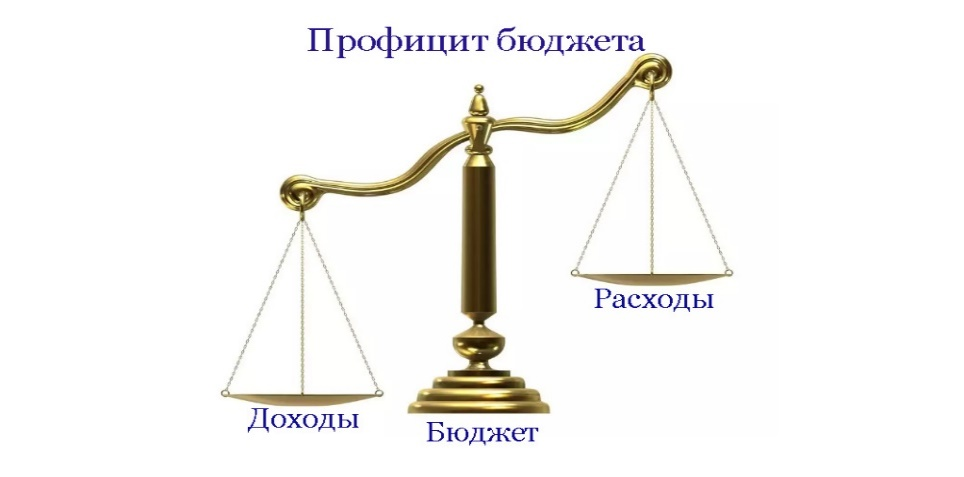 Профицит бюджета
Расходы
Доходы
Бюджет